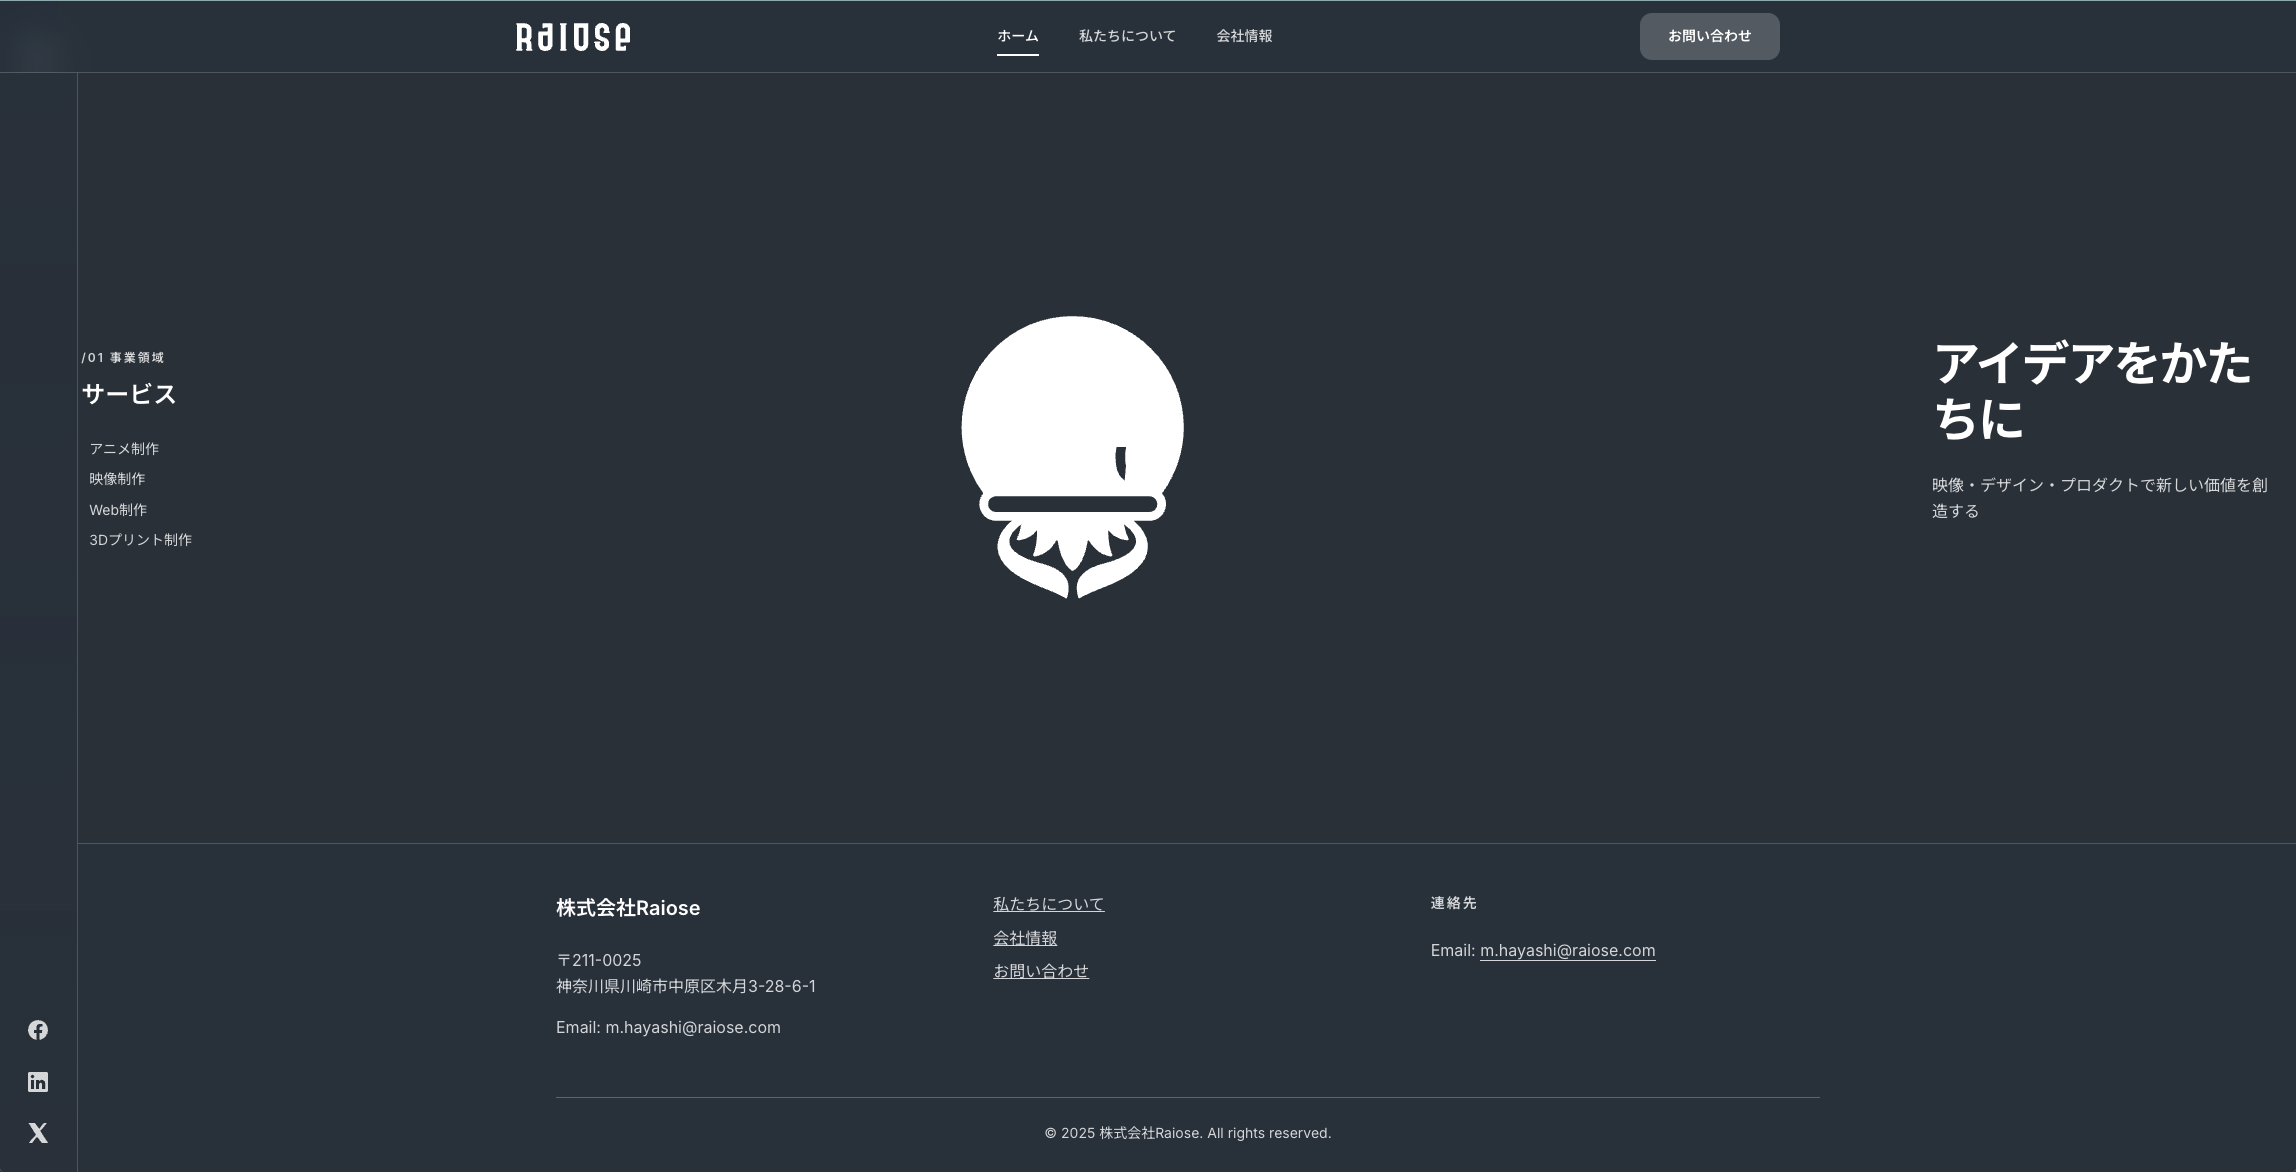 Raiose
ホーム
私たちについて
会社情報
お問い合わせ
/01 事業領域
サービス
アニメ制作
映像制作
Web制作
3Dプリント制作
アイデアをかた
ちに
映像・デザイン・プロダクトで新しい価値を創
造する
株式会社Raiose
〒211-0025
神奈川県川崎市中原区木月3-28-6-1
Email: m.hayashi@raiose.com
私たちについて
会社情報
お問い合わせ
連絡先
Email: m.hayashi@raiose.com
© 2025 株式会社Raiose. All rights reserved.